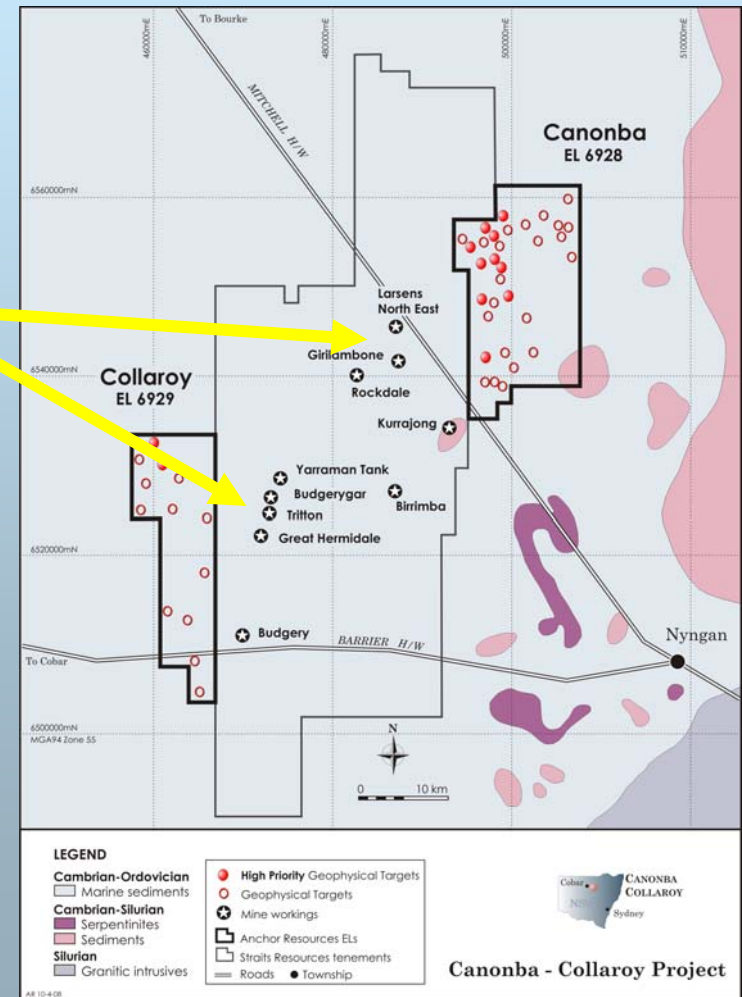 To Bourke
460000mE
480000mE
500000mE
510000mE
MITCHELL H/W
Canonba
EL 6928
6560000mN
Larsens
North East
Girilambone
6540000mN
Rockdale
Collaroy
EL 6929
Kurrajong
Yarraman Tank
Budgerygar
Birrimba
Tritton
Great Hermidale
6520000mN
Budgery
BARRIER H/W
Nyngan
To Cobar
6500000mN
MGA94 Zone 55
N
0 10 km
LEGEND
Cambrian-Ordovician
Marine sediments
Cambrian-Silurian
Serpentinites
Sediments
Silurian
Granitic intrusives
High Priority Geophysical Targets
Geophysical Targets
Mine workings
Anchor Resources ELs
Straits Resources tenements
Roads Township
Cobar
CANONBA
COLLAROY
NSW
Sydney
Canonba - Collaroy Project
AR 10-4-08